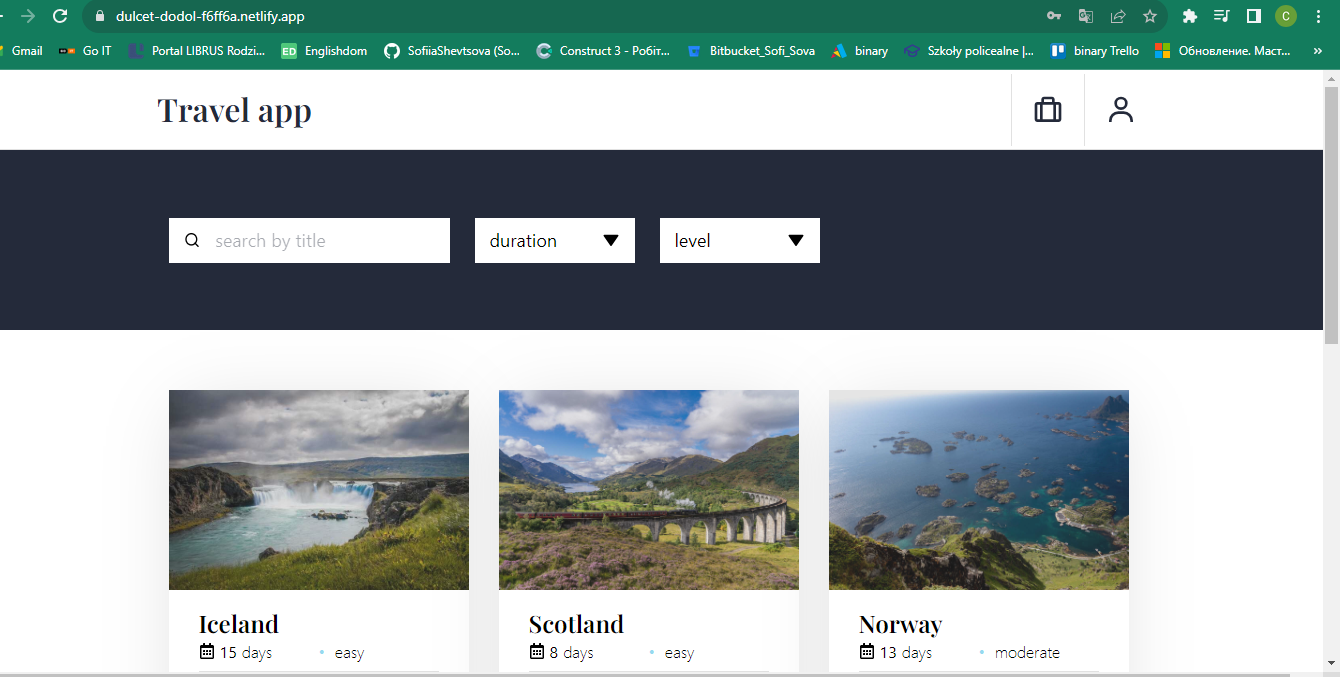 dulcet-dodol-f6ff6a.netlify.app
C
Gmail
Go IT
Portal LIBRUS Rodzi...
ED
Englishdom
SofiiaShevtsova (So...
Construct 3 - Робіт...
Bitbucket_Sofi_Sova
binary
Szkoły policealne |...
binary Trello
Обновление. Маст...
»
Travel app
search by title
duration
level
Iceland
15 days
easy
Scotland
8 days
easy
Norway
13 days
moderate